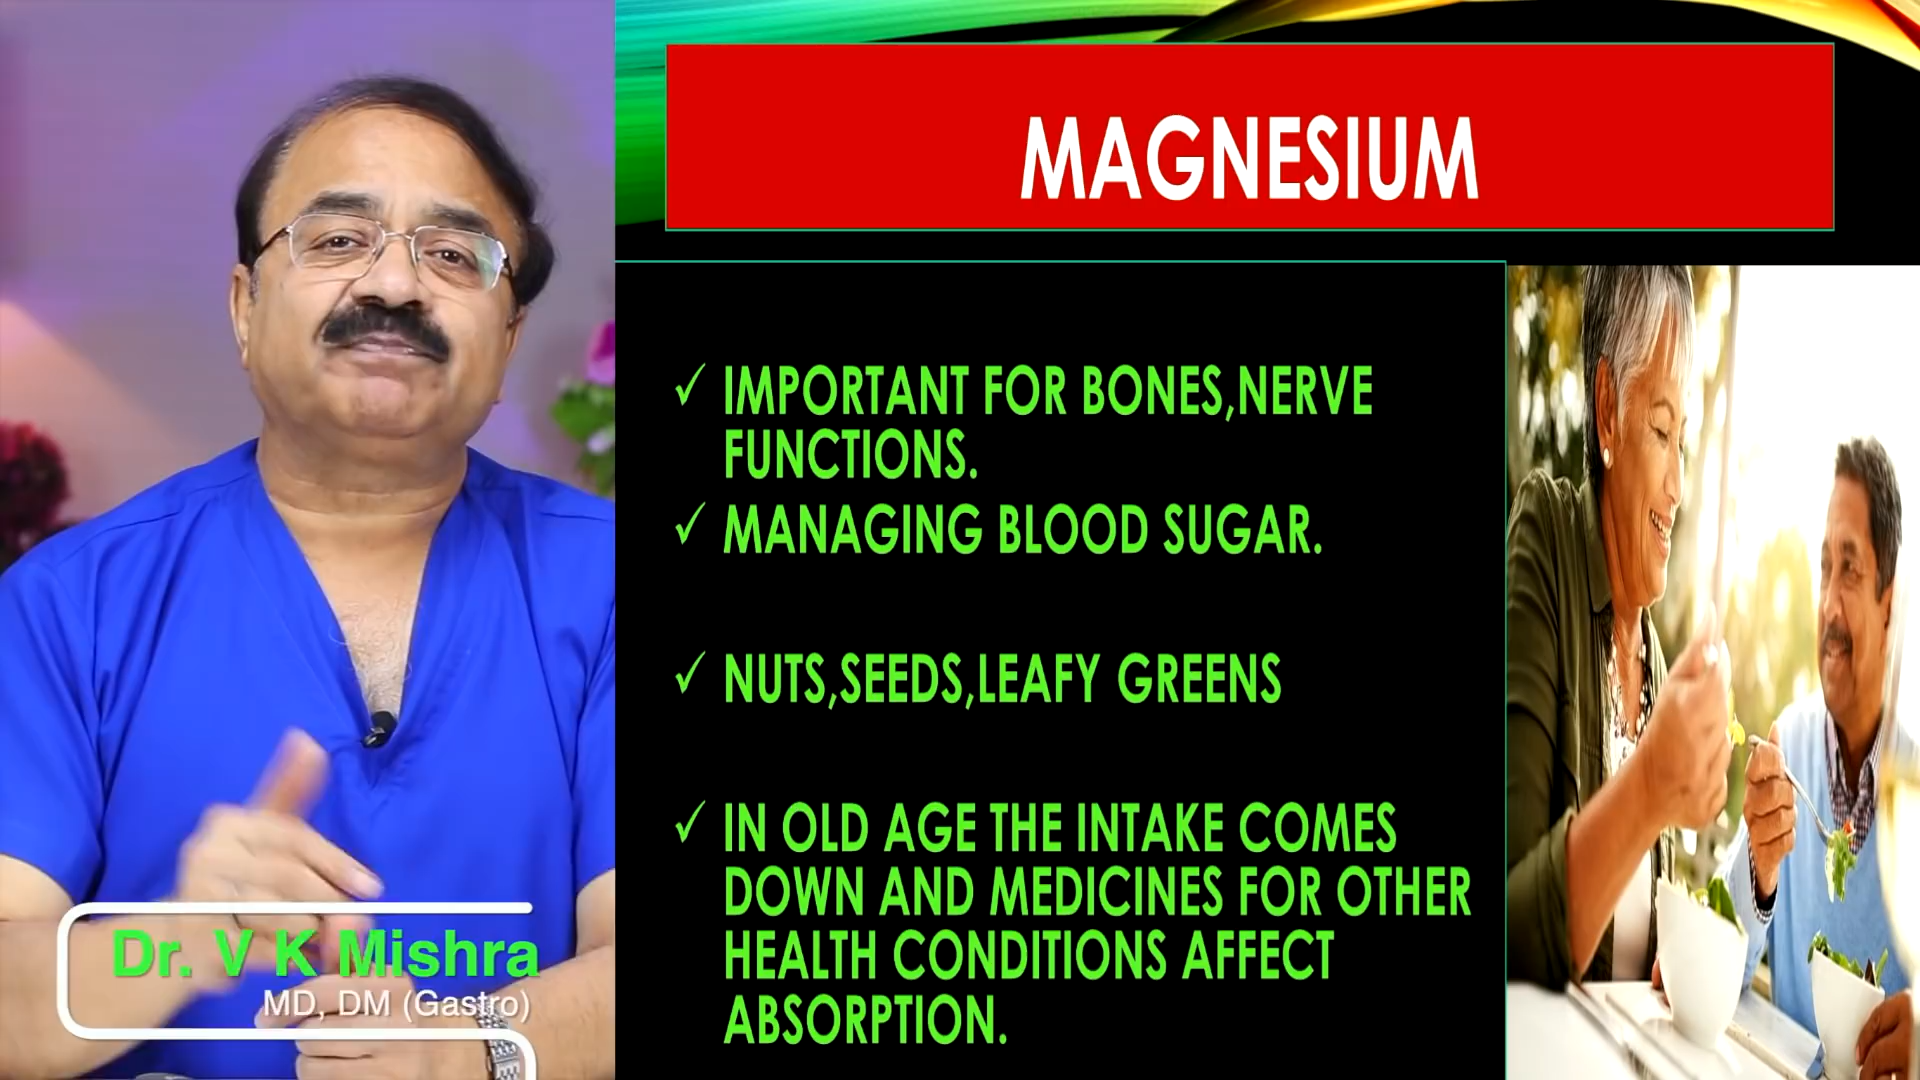 MAGNESIUM
✓ IMPORTANT FOR BONES,NERVE
FUNCTIONS.
✓ MANAGING BLOOD SUGAR.
✓ NUTS,SEEDS,LEAFY GREENS
✓ IN OLD AGE THE INTAKE COMES
DOWN AND MEDICINES FOR OTHER
HEALTH CONDITIONS AFFECT
ABSORPTION.
Dr. V K Mishra
MD, DM (Gastro)